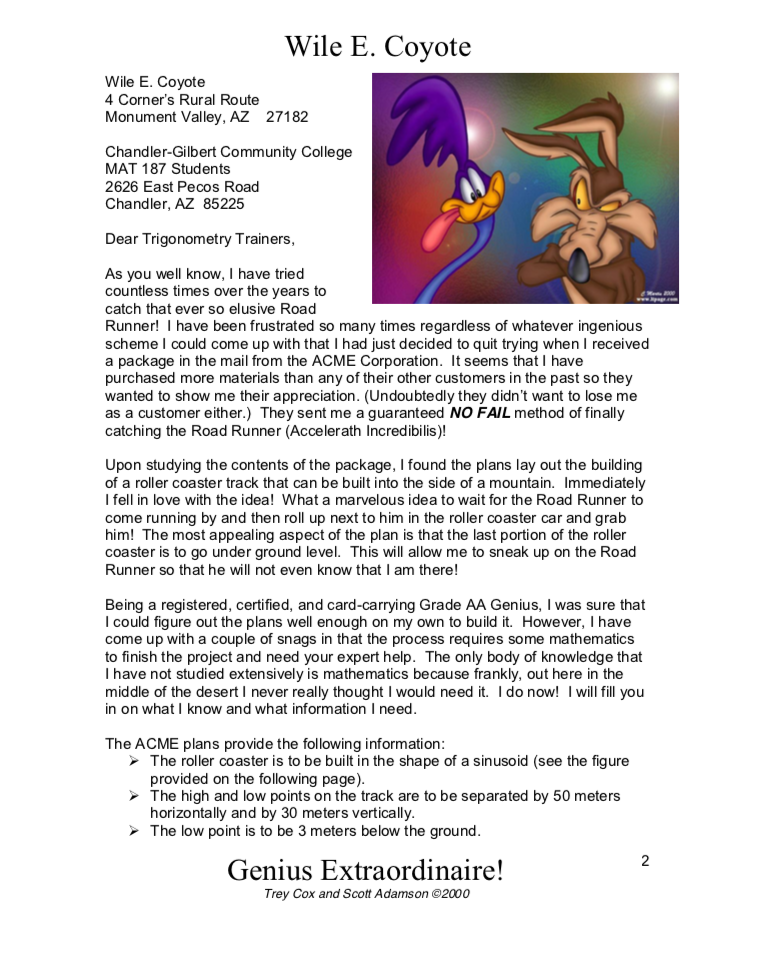 Wile E. Coyote
Wile E. Coyote
4 Corner's Rural Route
Monument Valley, AZ    27182
Chandler-Gilbert Community College
MAT 187 Students
2626 East Pecos Road
Chandler, AZ  85225
Dear Trigonometry Trainers,
As you well know, I have tried
countless times over the years to
catch that ever so elusive Road
Runner!  I have been frustrated so many times regardless of whatever ingenious
scheme I could come up with that I had just decided to quit trying when I received
a package in the mail from the ACME Corporation.  It seems that I have
purchased more materials than any of their other customers in the past so they
wanted to show me their appreciation. (Undoubtedly they didn't want to lose me
as a customer either.)  They sent me a guaranteed NO FAIL method of finally
catching the Road Runner (Accelerath Incredibilis)!
Upon studying the contents of the package, I found the plans lay out the building
of a roller coaster track that can be built into the side of a mountain.  Immediately
I fell in love with the idea!  What a marvelous idea to wait for the Road Runner to
come running by and then roll up next to him in the roller coaster car and grab
him!  The most appealing aspect of the plan is that the last portion of the roller
coaster is to go under ground level.  This will allow me to sneak up on the Road
Runner so that he will not even know that I am there!
Being a registered, certified, and card-carrying Grade AA Genius, I was sure that
I could figure out the plans well enough on my own to build it.  However, I have
come up with a couple of snags in that the process requires some mathematics
to finish the project and need your expert help.  The only body of knowledge that
I have not studied extensively is mathematics because frankly, out here in the
middle of the desert I never really thought I would need it.  I do now!  I will fill you
in on what I know and what information I need.
The ACME plans provide the following information:
➢ The roller coaster is to be built in the shape of a sinusoid (see the figure
provided on the following page).
➢ The high and low points on the track are to be separated by 50 meters
horizontally and by 30 meters vertically.
➢ The low point is to be 3 meters below the ground.
2
Genius Extraordinaire!
Trey Cox and Scott Adamson ©2000